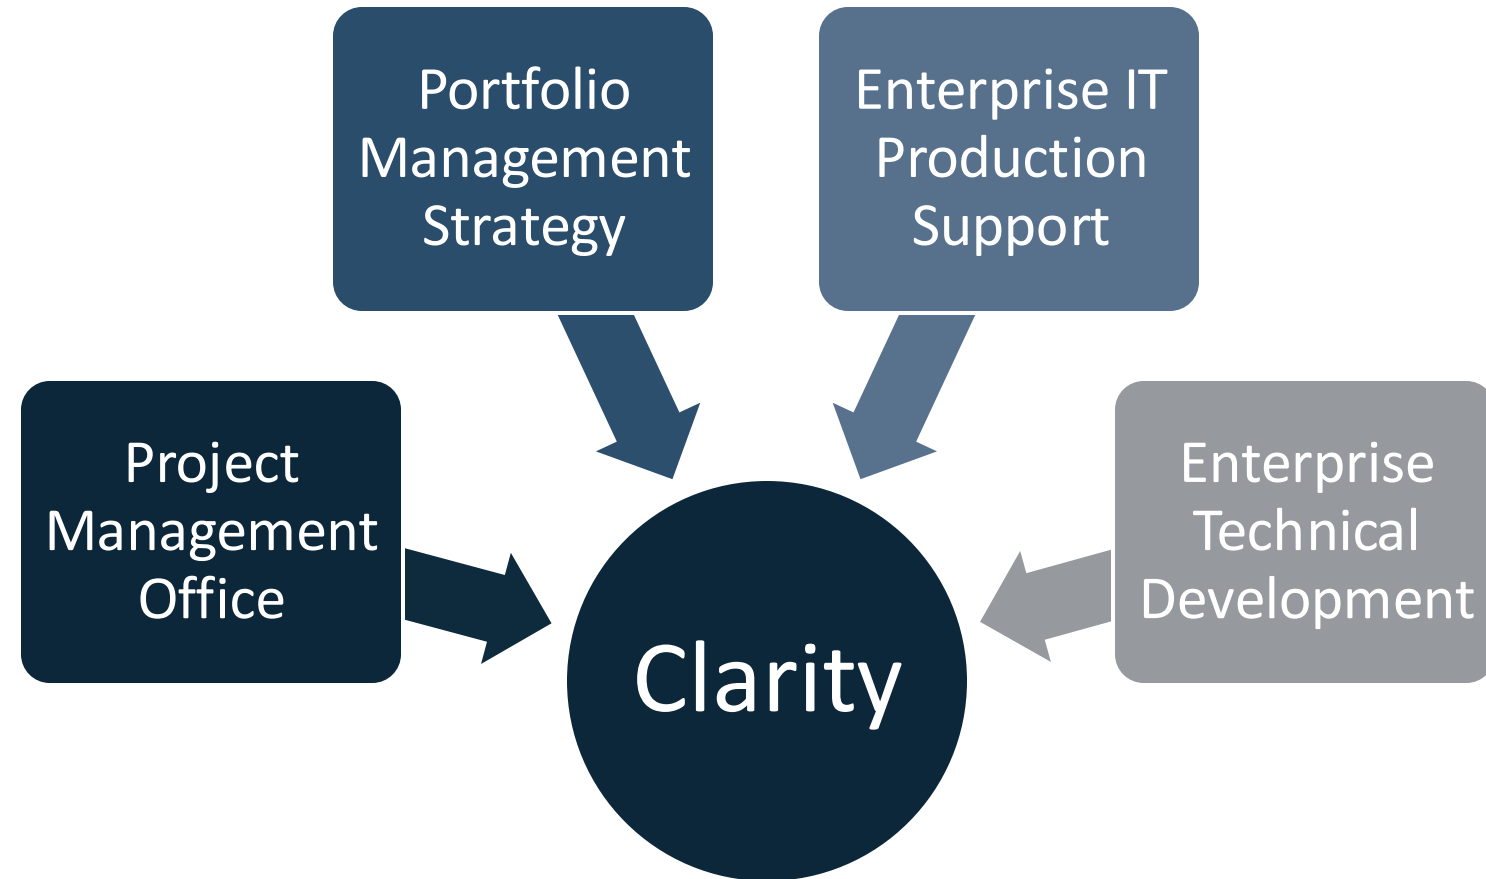 Portfolio
Management
Strategy
Enterprise IT
Production
Support
Project
Management
Office
Enterprise
Technical
Development
Clarity